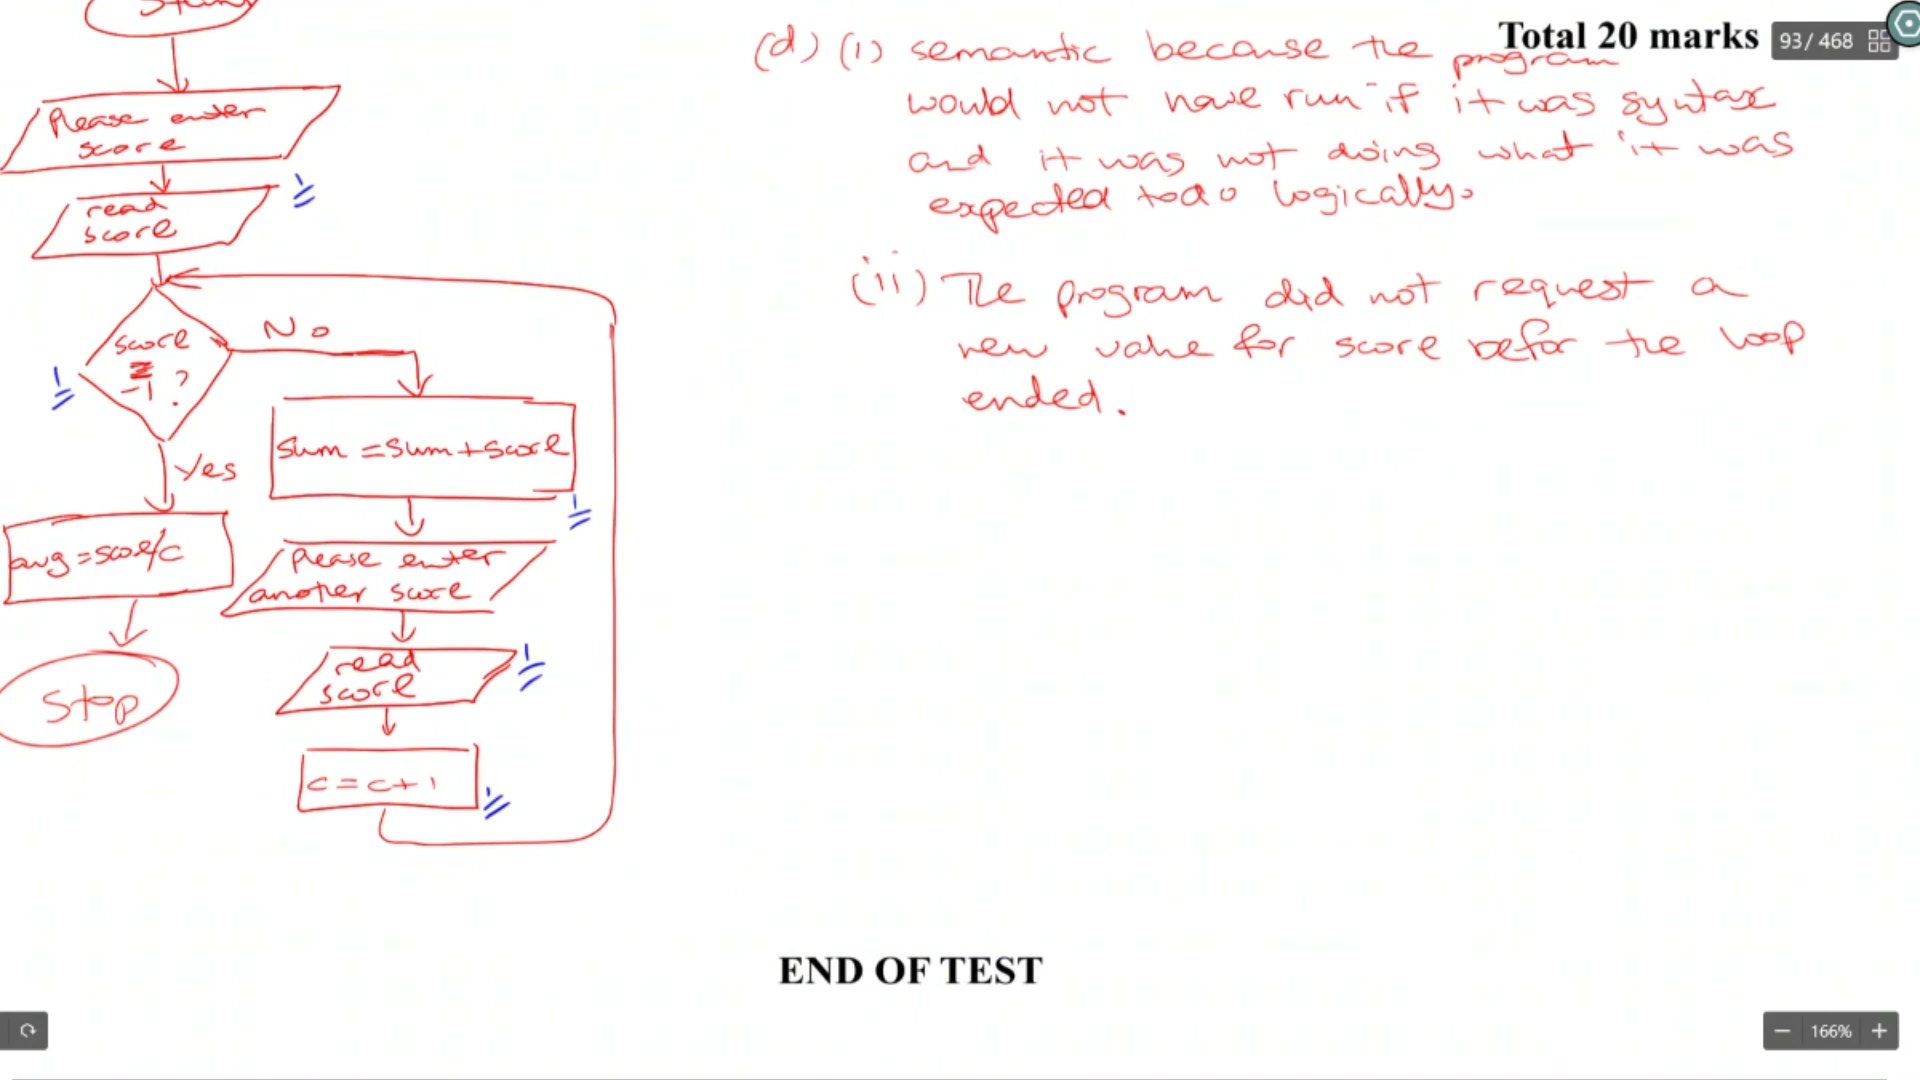 Start
Please enter
score
read
score
score
=
-1 ?
No
Yes
sum = sum + score
avg = score/c
Please enter
another score
read
score
Stop
c = c + 1
Total 20 marks
93 / 468
(d) (i) semantic because the program
would not have run if it was syntax
and it was not doing what it was
expected to do logically.
(ii) The program did not request a
new value for score befor the loop
ended.
END OF TEST
166%